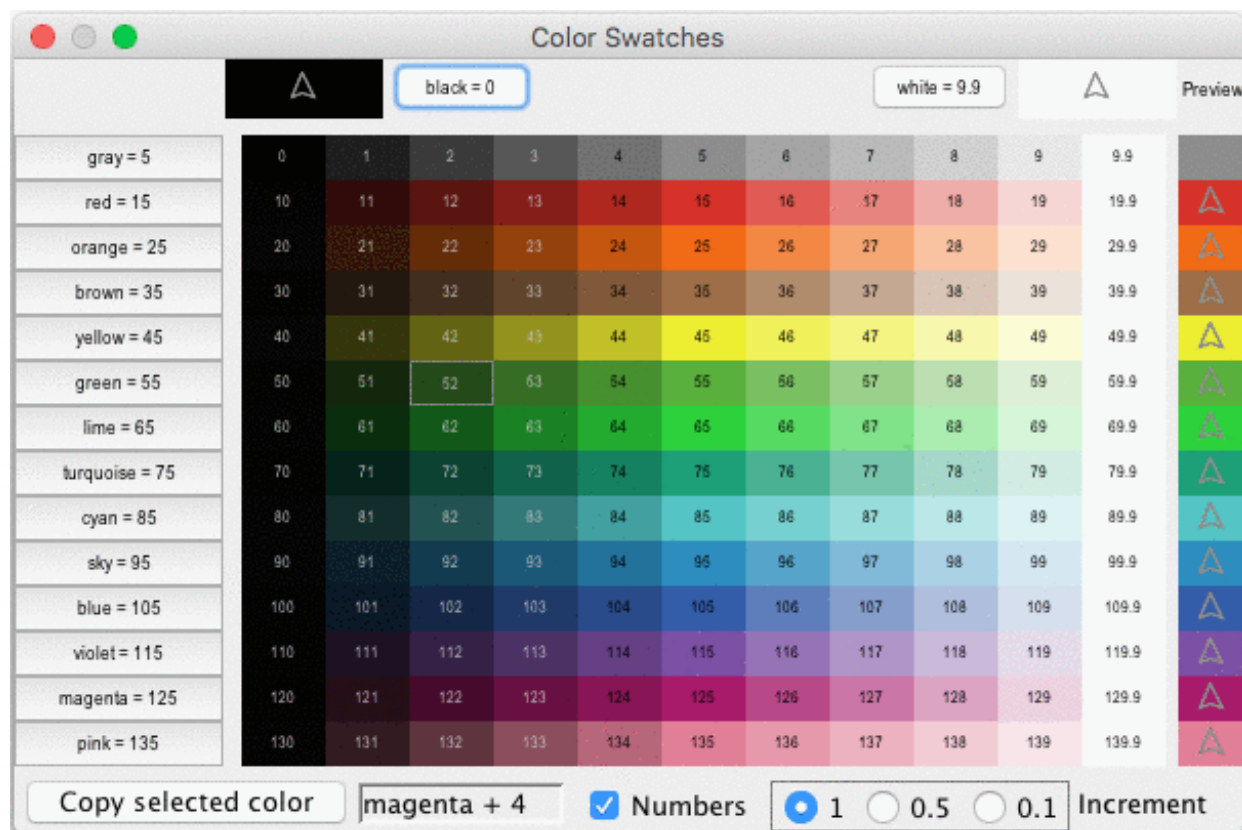 Color Swatches
black = 0 white = 9.9 Preview
gray = 5 0 1 2 3 4 5 6 7 8 9 9.9
red = 15 10 11 12 13 14 15 16 17 18 19 19.9
orange = 25 20 21 22 23 24 25 26 27 28 29 29.9
brown = 35 30 31 32 33 34 35 36 37 38 39 39.9
yellow = 45 40 41 42 43 44 45 46 47 48 49 49.9
green = 55 50 51 52 53 54 55 56 57 58 59 59.9
lime = 65 60 61 62 63 64 65 66 67 68 69 69.9
turquoise = 75 70 71 72 73 74 75 76 77 78 79 79.9
cyan = 85 80 81 82 83 84 85 86 87 88 89 89.9
sky = 95 90 91 92 93 94 95 96 97 98 99 99.9
blue = 105 100 101 102 103 104 105 106 107 108 109 109.9
violet = 115 110 111 112 113 114 115 116 117 118 119 119.9
magenta = 125 120 121 122 123 124 125 126 127 128 129 129.9
pink = 135 130 131 132 133 134 135 136 137 138 139 139.9
Copy selected color magenta + 4 Numbers 1 0.5 0.1 Increment